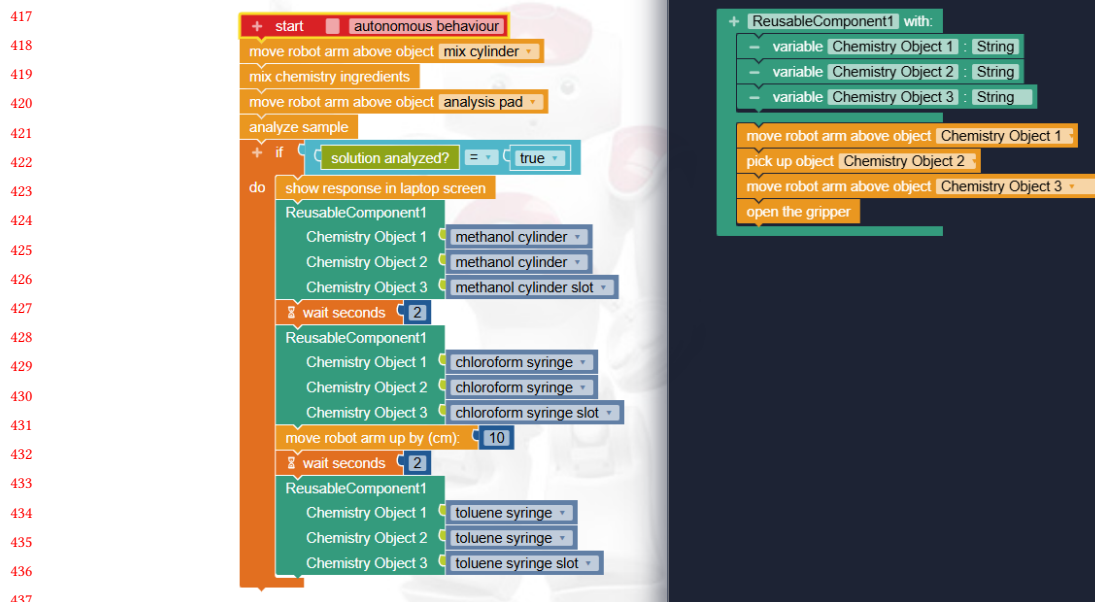 417
418
419
420
421
422
423
424
425
426
427
428
429
430
431
432
433
434
435
436
437
+ start autonomous behaviour
move robot arm above object mix cylinder
mix chemistry ingredients
move robot arm above object analysis pad
analyze sample
+ if solution analyzed? = true
do show response in laptop screen
ReusableComponent1
Chemistry Object 1 methanol cylinder
Chemistry Object 2 methanol cylinder
Chemistry Object 3 methanol cylinder slot
wait seconds 2
ReusableComponent1
Chemistry Object 1 chloroform syringe
Chemistry Object 2 chloroform syringe
Chemistry Object 3 chloroform syringe slot
move robot arm up by (cm): 10
wait seconds 2
ReusableComponent1
Chemistry Object 1 toluene syringe
Chemistry Object 2 toluene syringe
Chemistry Object 3 toluene syringe slot
+ ReusableComponent1 with:
– variable Chemistry Object 1 : String
– variable Chemistry Object 2 : String
– variable Chemistry Object 3 : String
move robot arm above object Chemistry Object 1
pick up object Chemistry Object 2
move robot arm above object Chemistry Object 3
open the gripper